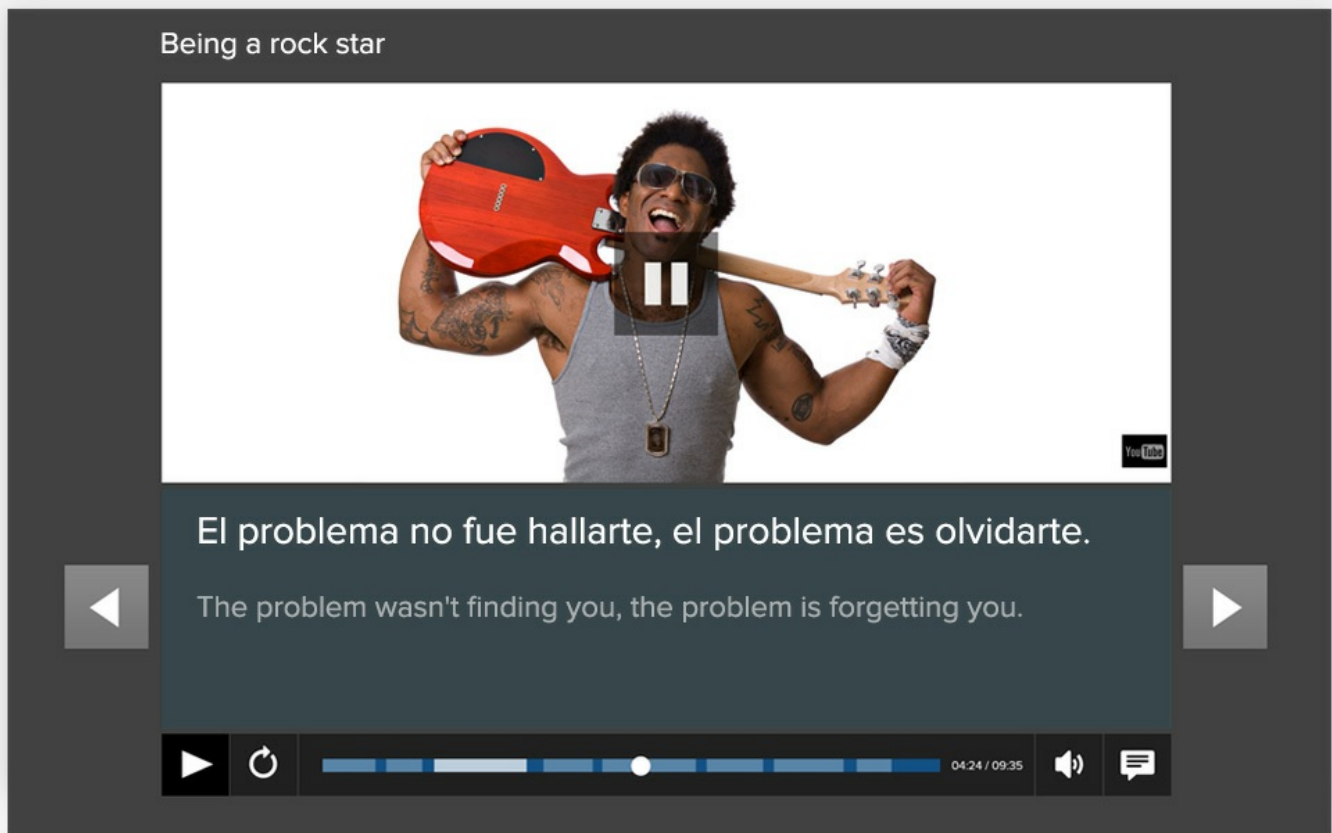 Being a rock star
YouTube
El problema no fue hallarte, el problema es olvidarte.
The problem wasn't finding you, the problem is forgetting you.
04:24 / 09:35